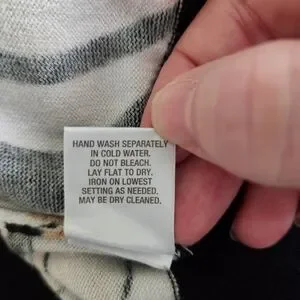 HAND WASH SEPARATELY
IN COLD WATER.
DO NOT BLEACH.
LAY FLAT TO DRY.
IRON ON LOWEST
SETTING AS NEEDED.
MAY BE DRY CLEANED.